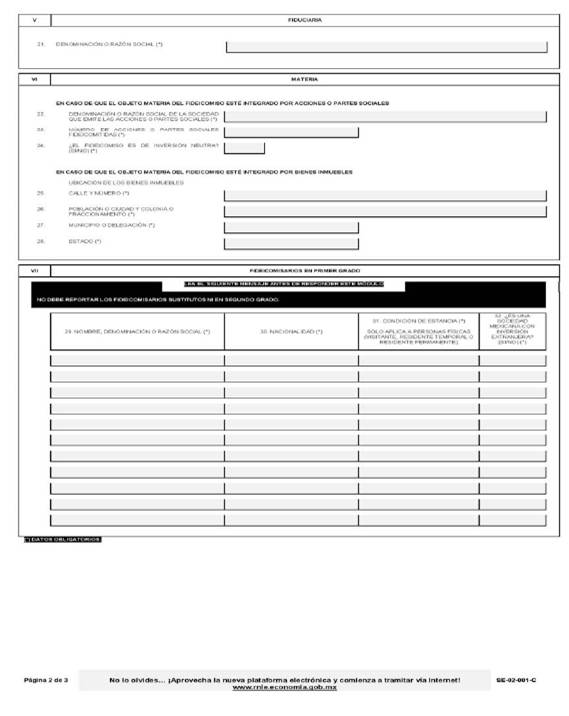 V FIDUCIARIA
21. DENOMINACIÓN O RAZÓN SOCIAL (*)
VI MATERIA
EN CASO DE QUE EL OBJETO MATERIA DEL FIDEICOMISO ESTÉ INTEGRADO POR ACCIONES O PARTES SOCIALES
22. DENOMINACIÓN O RAZÓN SOCIAL DE LA SOCIEDAD
QUE EMITE LAS ACCIONES O PARTES SOCIALES (*)
23. NÚMERO DE ACCIONES O PARTES SOCIALES
FIDEICOMITIDAS (*)
24. ¿EL FIDEICOMISO ES DE INVERSIÓN NEUTRA?
(SI/NO) (*)
EN CASO DE QUE EL OBJETO MATERIA DEL FIDEICOMISO ESTÉ INTEGRADO POR BIENES INMUEBLES
UBICACIÓN DE LOS BIENES INMUEBLES
25. CALLE Y NÚMERO (*)
26. POBLACIÓN O CIUDAD Y COLONIA O
FRACCIONAMIENTO (*)
27. MUNICIPIO O DELEGACIÓN (*)
28. ESTADO (*)
VII FIDEICOMISARIOS EN PRIMER GRADO
LEA EL SIGUIENTE MENSAJE ANTES DE RESPONDER ESTE MÓDULO
NO DEBE REPORTAR LOS FIDEICOMISARIOS SUSTITUTOS NI EN SEGUNDO GRADO.
29. NOMBRE, DENOMINACIÓN O RAZÓN SOCIAL (*)
30. NACIONALIDAD (*)
31. CONDICIÓN DE ESTANCIA (*)
SOLO APLICA A PERSONAS FÍSICAS
(VISITANTE, RESIDENTE TEMPORAL O
RESIDENTE PERMANENTE)
32. ¿ES UNA
SOCIEDAD
MEXICANA CON
INVERSIÓN
EXTRANJERA?
(SI/NO) (*)
(*) DATOS OBLIGATORIOS
Página 2 de 3
No lo olvides... ¡Aprovecha la nueva plataforma electrónica y comienza a tramitar vía Internet!
www.rnie.economia.gob.mx
SE-02-001-C